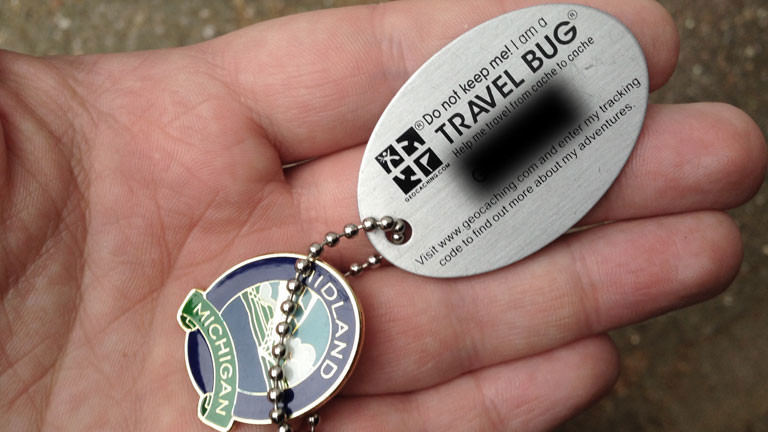 ® Do not keep me! I am a
TRAVEL BUG®
Help me travel from cache to cache
GEOCACHING.COM
Visit www.geocaching.com and enter my tracking
code to find out more about my adventures.
MIDLAND
MICHIGAN